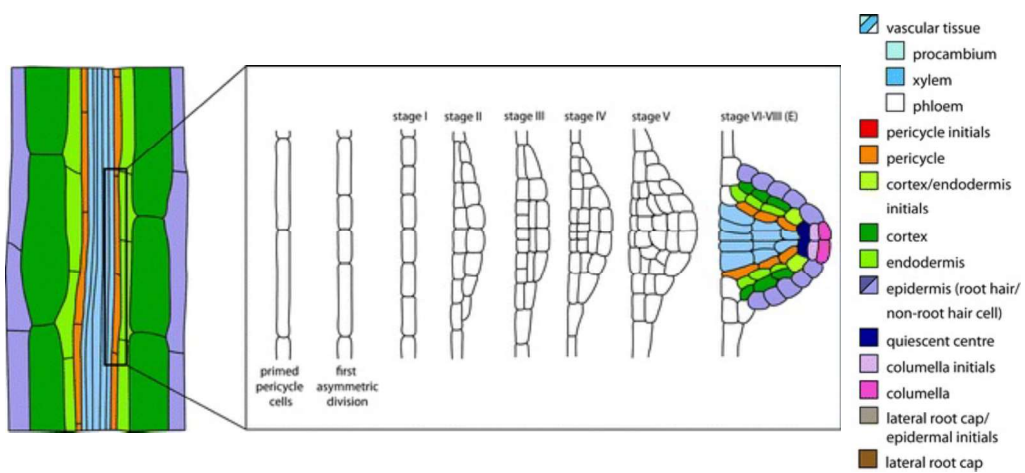 stage I
stage II
stage III
stage IV
stage V
stage VI-VIII (E)
primed
pericycle
cells
first
asymmetric
division
vascular tissue
procambium
xylem
phloem
pericycle initials
pericycle
cortex/endodermis
initials
cortex
endodermis
epidermis (root hair/
non-root hair cell)
quiescent centre
columella initials
columella
lateral root cap/
epidermal initials
lateral root cap